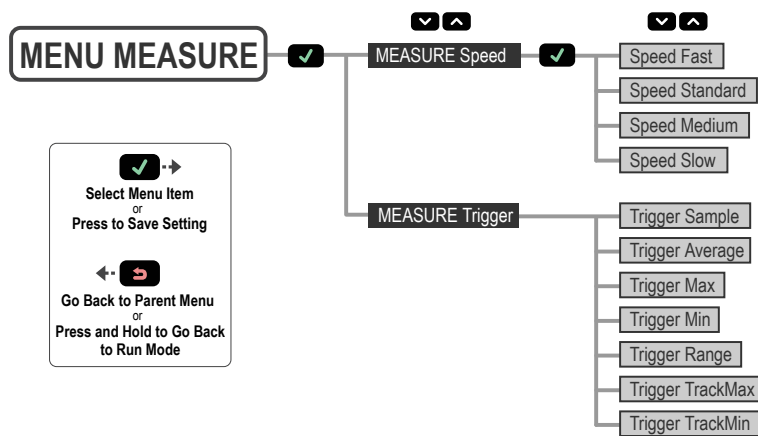 MENU MEASURE
MEASURE Speed
Speed Fast
Speed Standard
Speed Medium
Speed Slow
MEASURE Trigger
Trigger Sample
Trigger Average
Trigger Max
Trigger Min
Trigger Range
Trigger TrackMax
Trigger TrackMin
Select Menu Item
or
Press to Save Setting
Go Back to Parent Menu
or
Press and Hold to Go Back
to Run Mode